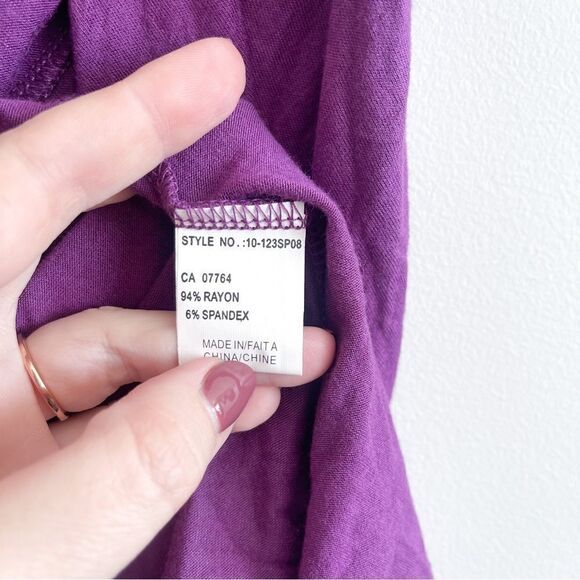 STYLE NO.:10-123SP08
CA 07764
94% RAYON
6% SPANDEX
MADE IN/FAIT A
CHINA/CHINE